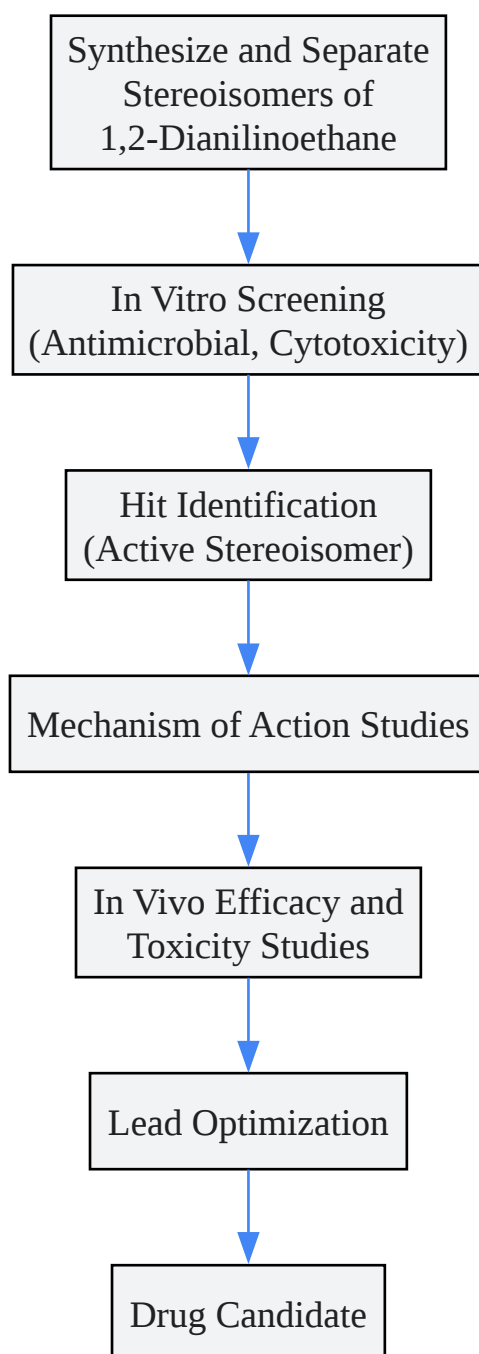 Synthesize and Separate
Stereoisomers of
1,2-Dianilinoethane
In Vitro Screening
(Antimicrobial, Cytotoxicity)
Hit Identification
(Active Stereoisomer)
Mechanism of Action Studies
In Vivo Efficacy and
Toxicity Studies
Lead Optimization
Drug Candidate